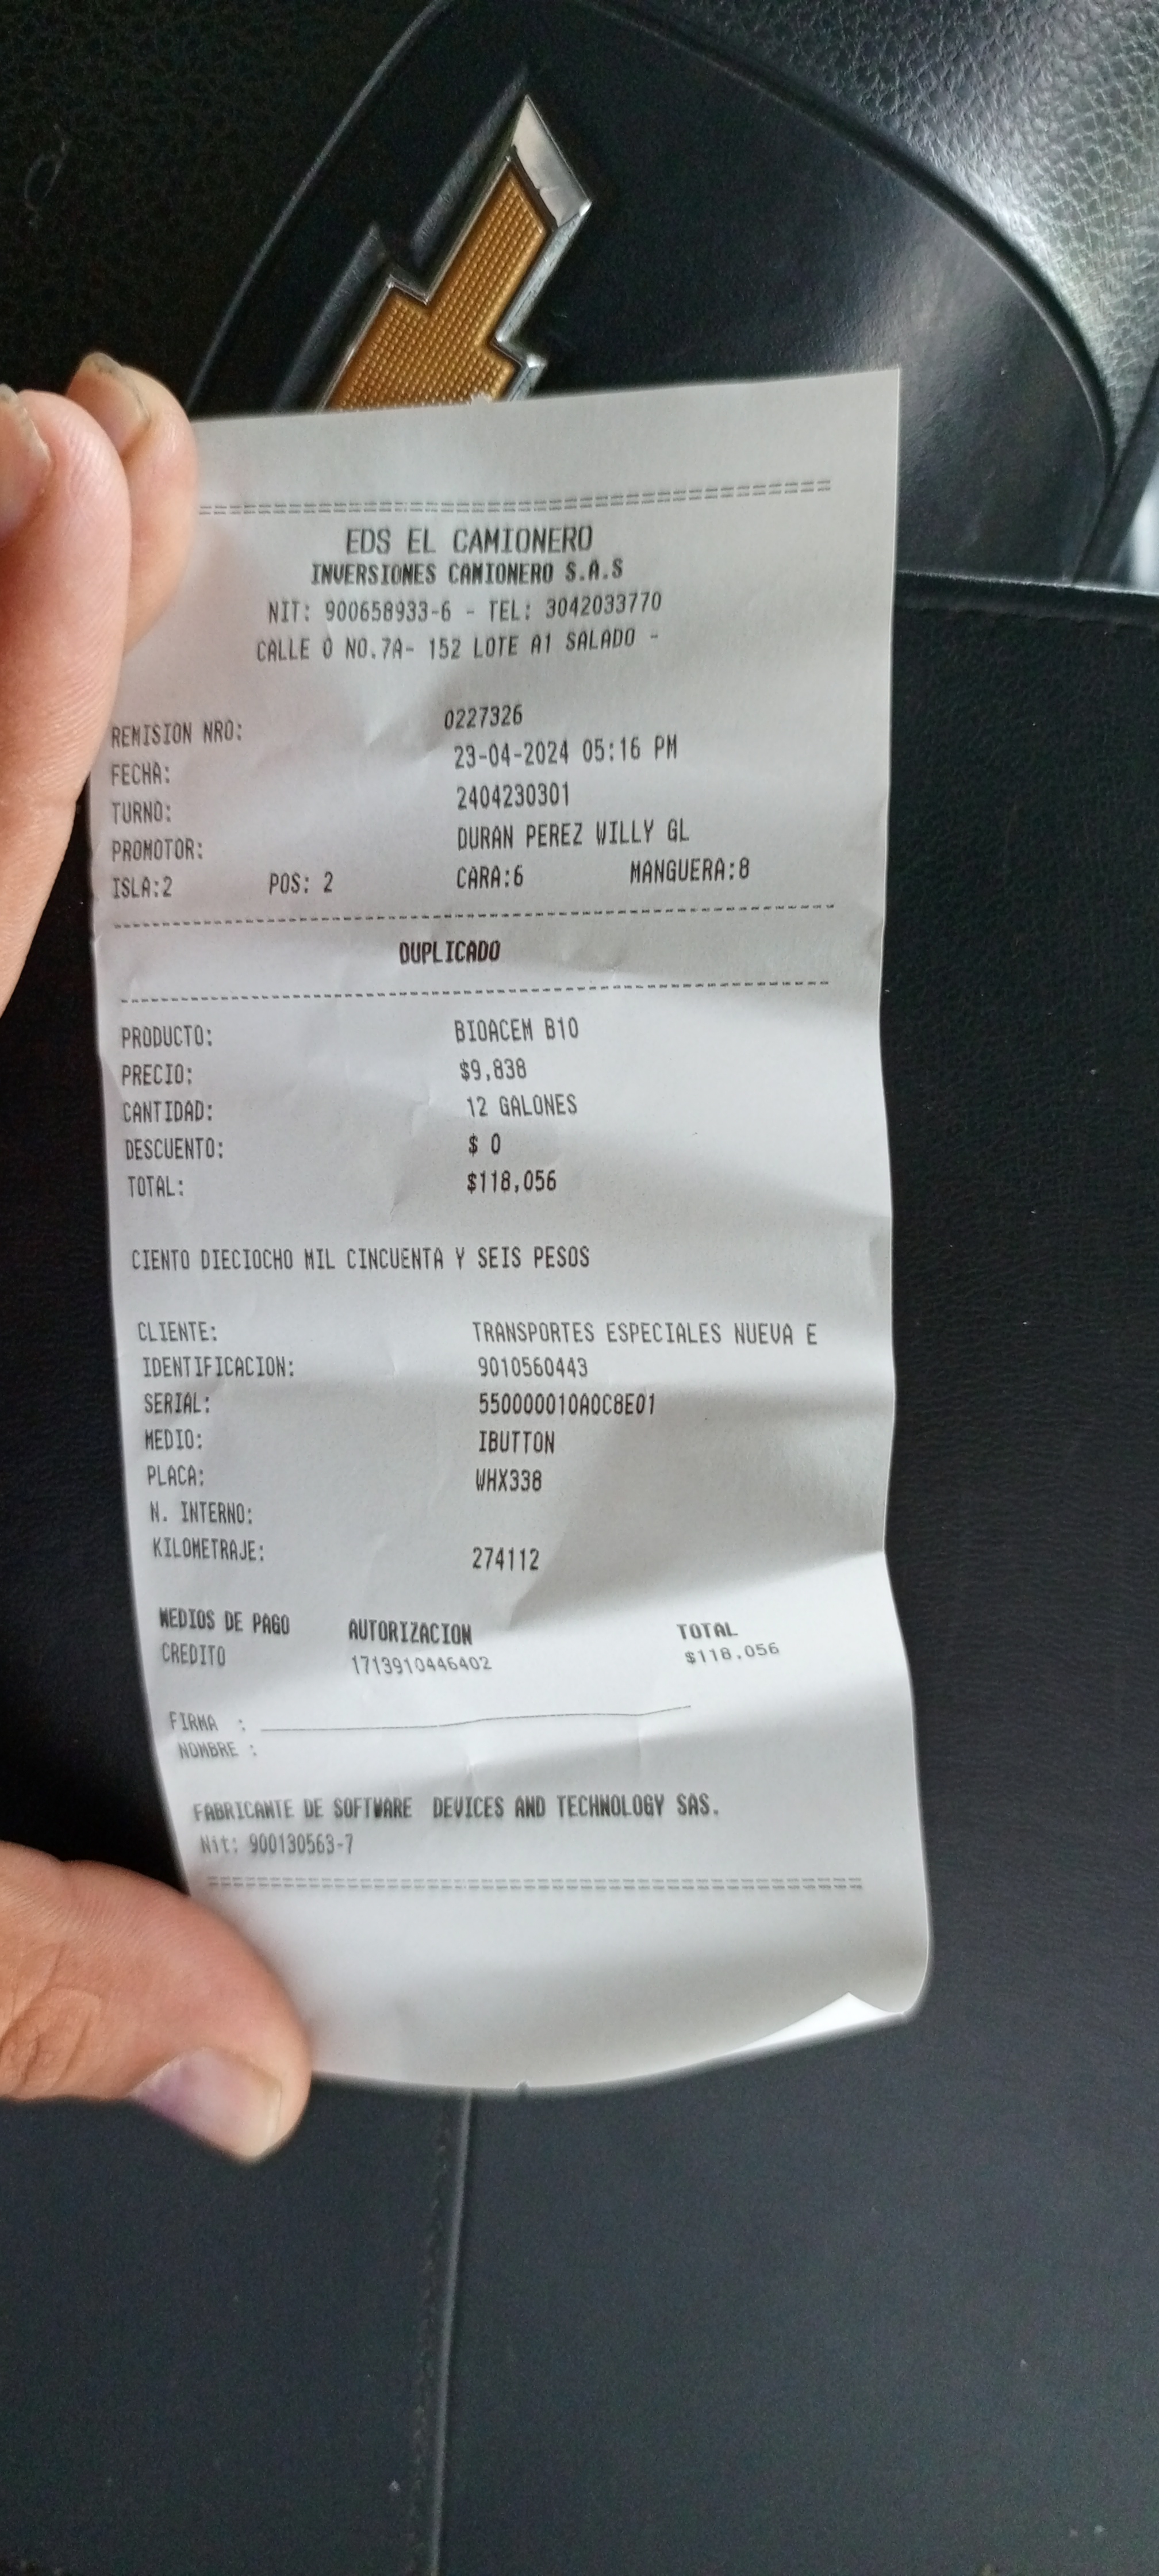 =============================================
EDS EL CAMIONERO
INVERSIONES CAMIONERO S.A.S
NIT: 900658933-6 - TEL: 3042033770
CALLE 0 NO.7A- 152 LOTE A1 SALADO -
REMISION NRO: 0227326
FECHA: 23-04-2024 05:16 PM
TURNO: 2404230301
PROMOTOR: DURAN PEREZ WILLY GL
ISLA:2 POS: 2 CARA:6 MANGUERA:8
---------------------------------------------
DUPLICADO
---------------------------------------------
PRODUCTO: BIOACEM B10
PRECIO: $9,838
CANTIDAD: 12 GALONES
DESCUENTO: $ 0
TOTAL: $118,056
CIENTO DIECIOCHO MIL CINCUENTA Y SEIS PESOS
CLIENTE: TRANSPORTES ESPECIALES NUEVA E
IDENTIFICACION: 9010560443
SERIAL: 550000010A0C8E01
MEDIO: IBUTTON
PLACA: WHX338
N. INTERNO:
KILOMETRAJE: 274112
MEDIOS DE PAGO AUTORIZACION TOTAL
CREDITO 1713910446402 $118,056
FIRMA : ______________________________
NOMBRE :
FABRICANTE DE SOFTWARE DEVICES AND TECHNOLOGY SAS.
Nit: 900130563-7
=============================================